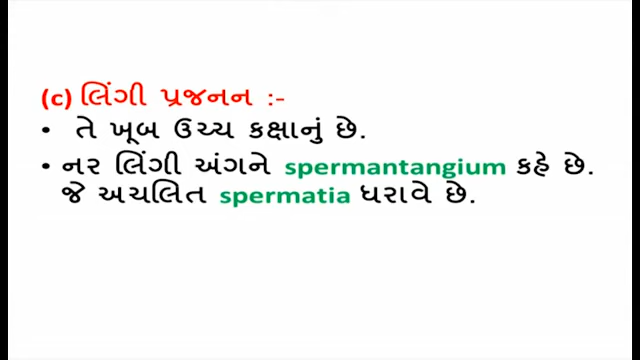 (c) લિંગી પ્રજનન :-
• તે ખૂબ ઉચ્ચ કક્ષાનું છે.
• નર લિંગી અંગને spermantangium કહે છે.
જે અચલિત spermatia ધરાવે છે.